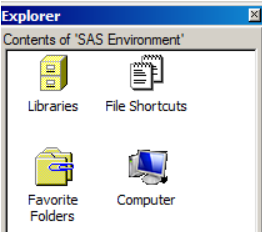 Explorer
Contents of 'SAS Environment'
Libraries
File Shortcuts
Favorite
Folders
Computer